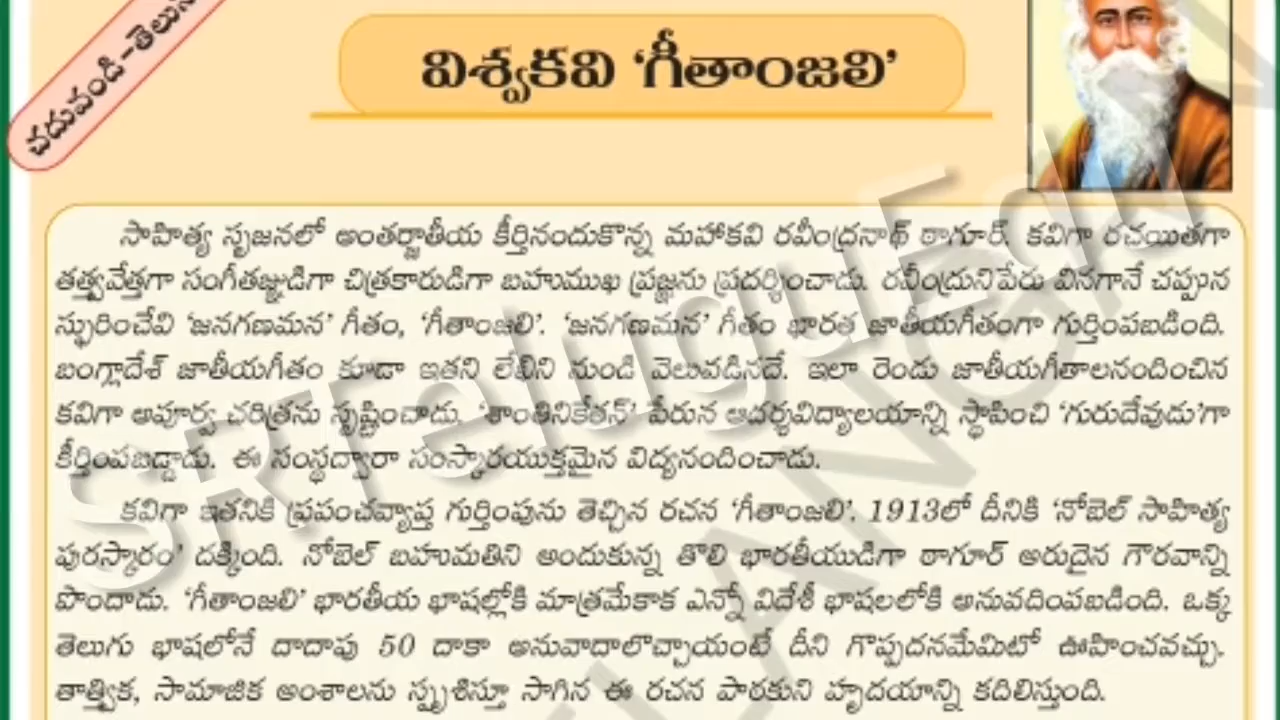 చదువండి-తెలుసు
విశ్వకవి ‘గీతాంజలి’
సాహిత్య సృజనలో అంతర్జాతీయ కీర్తినందుకొన్న మహాకవి రవీంద్రనాథ్ ఠాగూర్. కవిగా రచయితగా
తత్త్వవేత్తగా సంగీతజ్ఞుడిగా చిత్రకారుడిగా బహుముఖ ప్రజ్ఞను ప్రదర్శించాడు. రవీంద్రునిపేరు వినగానే చప్పున
స్ఫురించేవి ‘జనగణమన’ గీతం, ‘గీతాంజలి’. ‘జనగణమన’ గీతం భారత జాతీయగీతంగా గుర్తింపబడింది.
బంగ్లాదేశ్ జాతీయగీతం కూడా ఇతని లేఖిని నుండి వెలువడినదే. ఇలా రెండు జాతీయగీతాలనందించిన
కవిగా అపూర్వ చరిత్రను సృష్టించాడు. ‘శాంతినికేతన్’ పేరున ఆదర్శవిద్యాలయాన్ని స్థాపించి ‘గురుదేవుడు’గా
కీర్తింపబడ్డాడు. ఈ సంస్థద్వారా సంస్కారయుక్తమైన విద్యనందించాడు.
కవిగా ఇతనికి ప్రపంచవ్యాప్త గుర్తింపును తెచ్చిన రచన ‘గీతాంజలి’. 1913లో దీనికి ‘నోబెల్ సాహిత్య
పురస్కారం’ దక్కింది. నోబెల్ బహుమతిని అందుకున్న తొలి భారతీయుడిగా ఠాగూర్ అరుదైన గౌరవాన్ని
పొందాడు. ‘గీతాంజలి’ భారతీయ భాషల్లోకి మాత్రమేకాక ఎన్నో విదేశీ భాషలలోకి అనువదింపబడింది. ఒక్క
తెలుగు భాషలోనే దాదాపు 50 దాకా అనువాదాలొచ్చాయంటే దీని గొప్పదనమేమిటో ఊహించవచ్చు.
తాత్త్విక, సామాజిక అంశాలను స్పృశిస్తూ సాగిన ఈ రచన పాఠకుని హృదయాన్ని కదిలిస్తుంది.
SRTeluguEdu